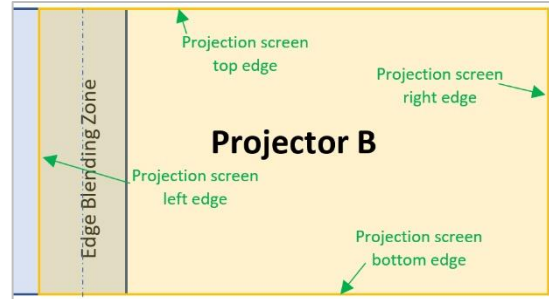 Projection screen
top edge
Projection screen
right edge
Projector B
Projection screen
left edge
Edge Blending Zone
Projection screen
bottom edge